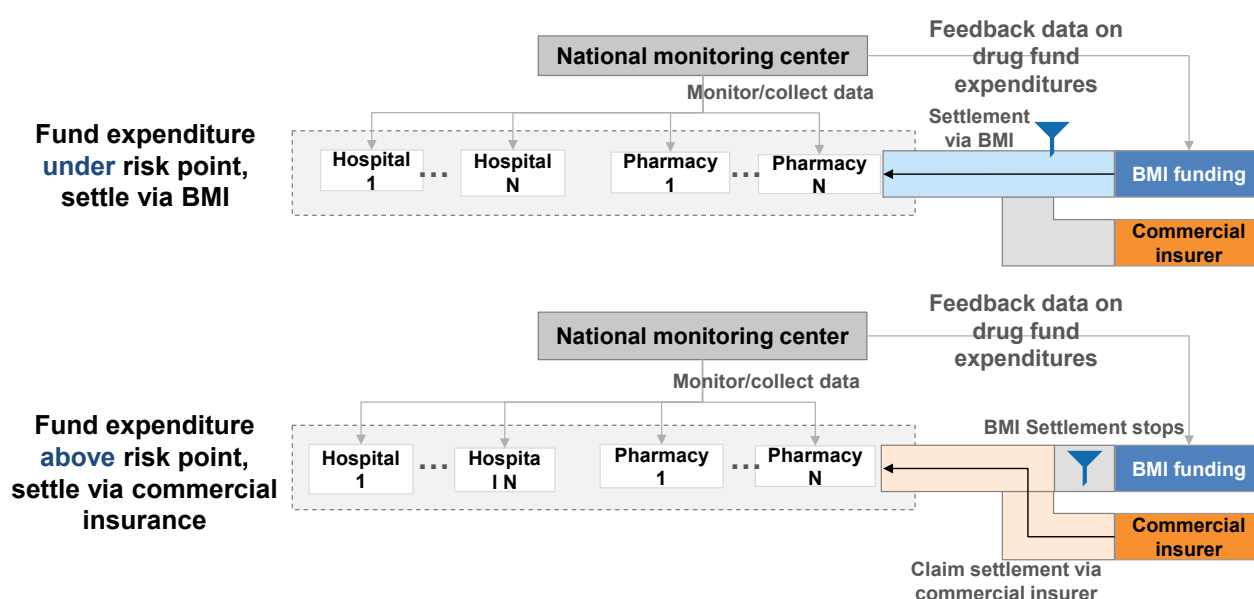 National monitoring center
Feedback data on
drug fund
expenditures
Monitor/collect data
Fund expenditure
under risk point,
settle via BMI
Hospital
1
...
Hospital
N
Pharmacy
1
...
Pharmacy
N
Settlement
via BMI
BMI funding
Commercial
insurer
National monitoring center
Feedback data on
drug fund
expenditures
Monitor/collect data
Fund expenditure
above risk point,
settle via commercial
insurance
Hospital
1
...
Hospita
l N
Pharmacy
1
...
Pharmacy
N
BMI Settlement stops
BMI funding
Commercial
insurer
Claim settlement via
commercial insurer